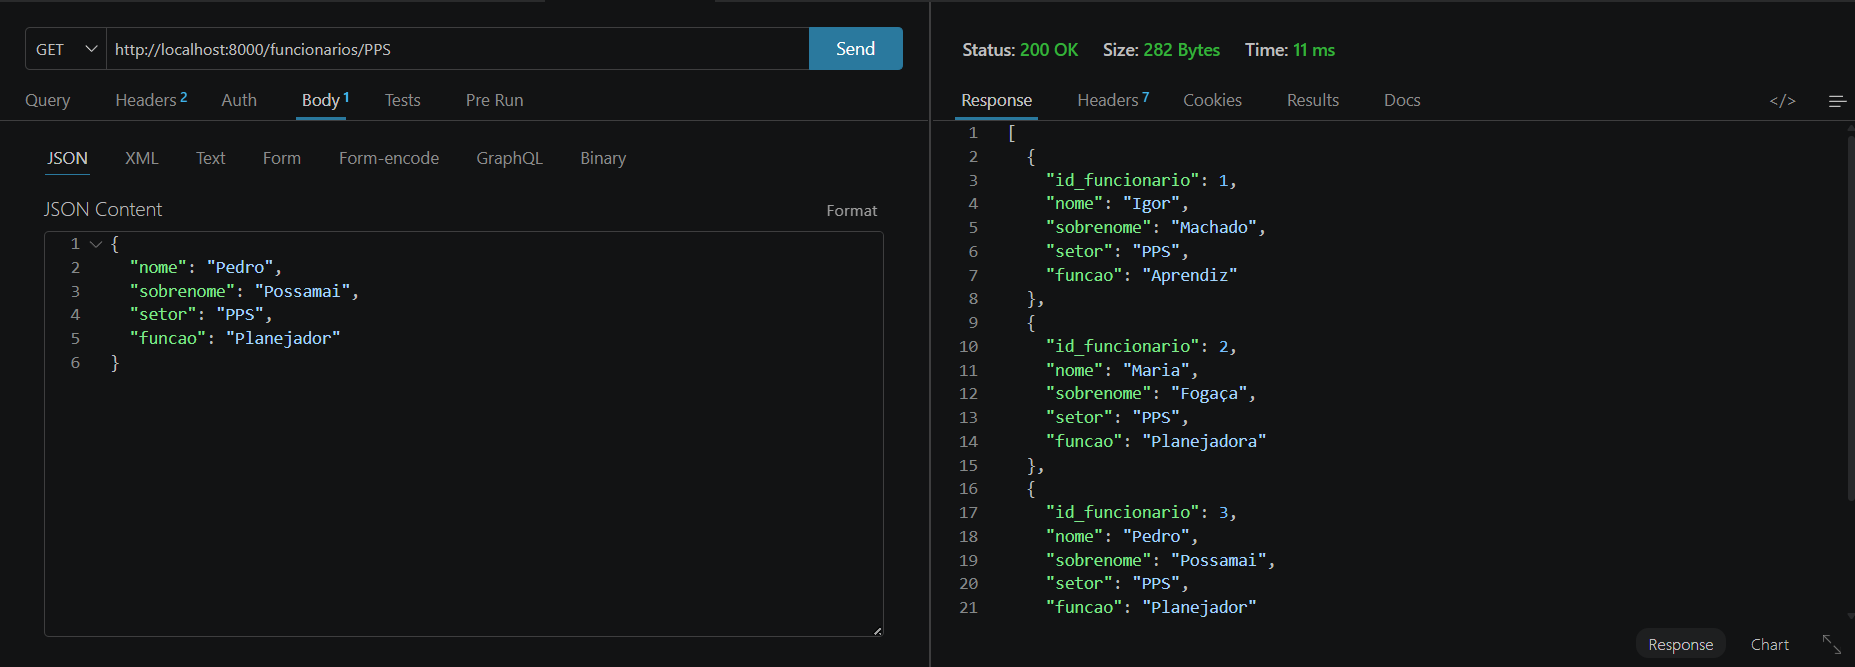 GET http://localhost:8000/funcionarios/PPS Send
Query Headers 2 Auth Body 1 Tests Pre Run
JSON XML Text Form Form-encode GraphQL Binary
JSON Content Format
1 {
2 "nome": "Pedro",
3 "sobrenome": "Possamai",
4 "setor": "PPS",
5 "funcao": "Planejador"
6 }
Status: 200 OK Size: 282 Bytes Time: 11 ms
Response Headers 7 Cookies Results Docs </>
1 [
2 {
3 "id_funcionario": 1,
4 "nome": "Igor",
5 "sobrenome": "Machado",
6 "setor": "PPS",
7 "funcao": "Aprendiz"
8 },
9 {
10 "id_funcionario": 2,
11 "nome": "Maria",
12 "sobrenome": "Fogaça",
13 "setor": "PPS",
14 "funcao": "Planejadora"
15 },
16 {
17 "id_funcionario": 3,
18 "nome": "Pedro",
19 "sobrenome": "Possamai",
20 "setor": "PPS",
21 "funcao": "Planejador"
Response Chart